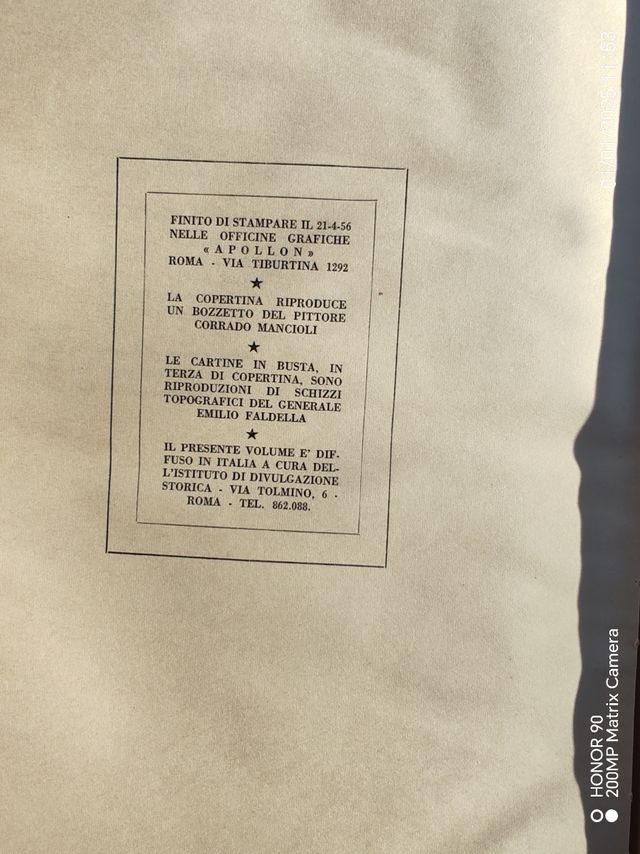 FINITO DI STAMPARE IL 21-4-56
NELLE OFFICINE GRAFICHE
« A P O L L O N »
ROMA - VIA TIBURTINA 1292
★
LA COPERTINA RIPRODUCE
UN BOZZETTO DEL PITTORE
CORRADO MANCIOLI
★
LE CARTINE IN BUSTA, IN
TERZA DI COPERTINA, SONO
RIPRODUZIONI DI SCHIZZI
TOPOGRAFICI DEL GENERALE
EMILIO FALDELLA
★
IL PRESENTE VOLUME E' DIF-
FUSO IN ITALIA A CURA DEL-
L'ISTITUTO DI DIVULGAZIONE
STORICA - VIA TOLMINO, 6 -
ROMA - TEL. 862.088.
HONOR 90
200MP Matrix Camera